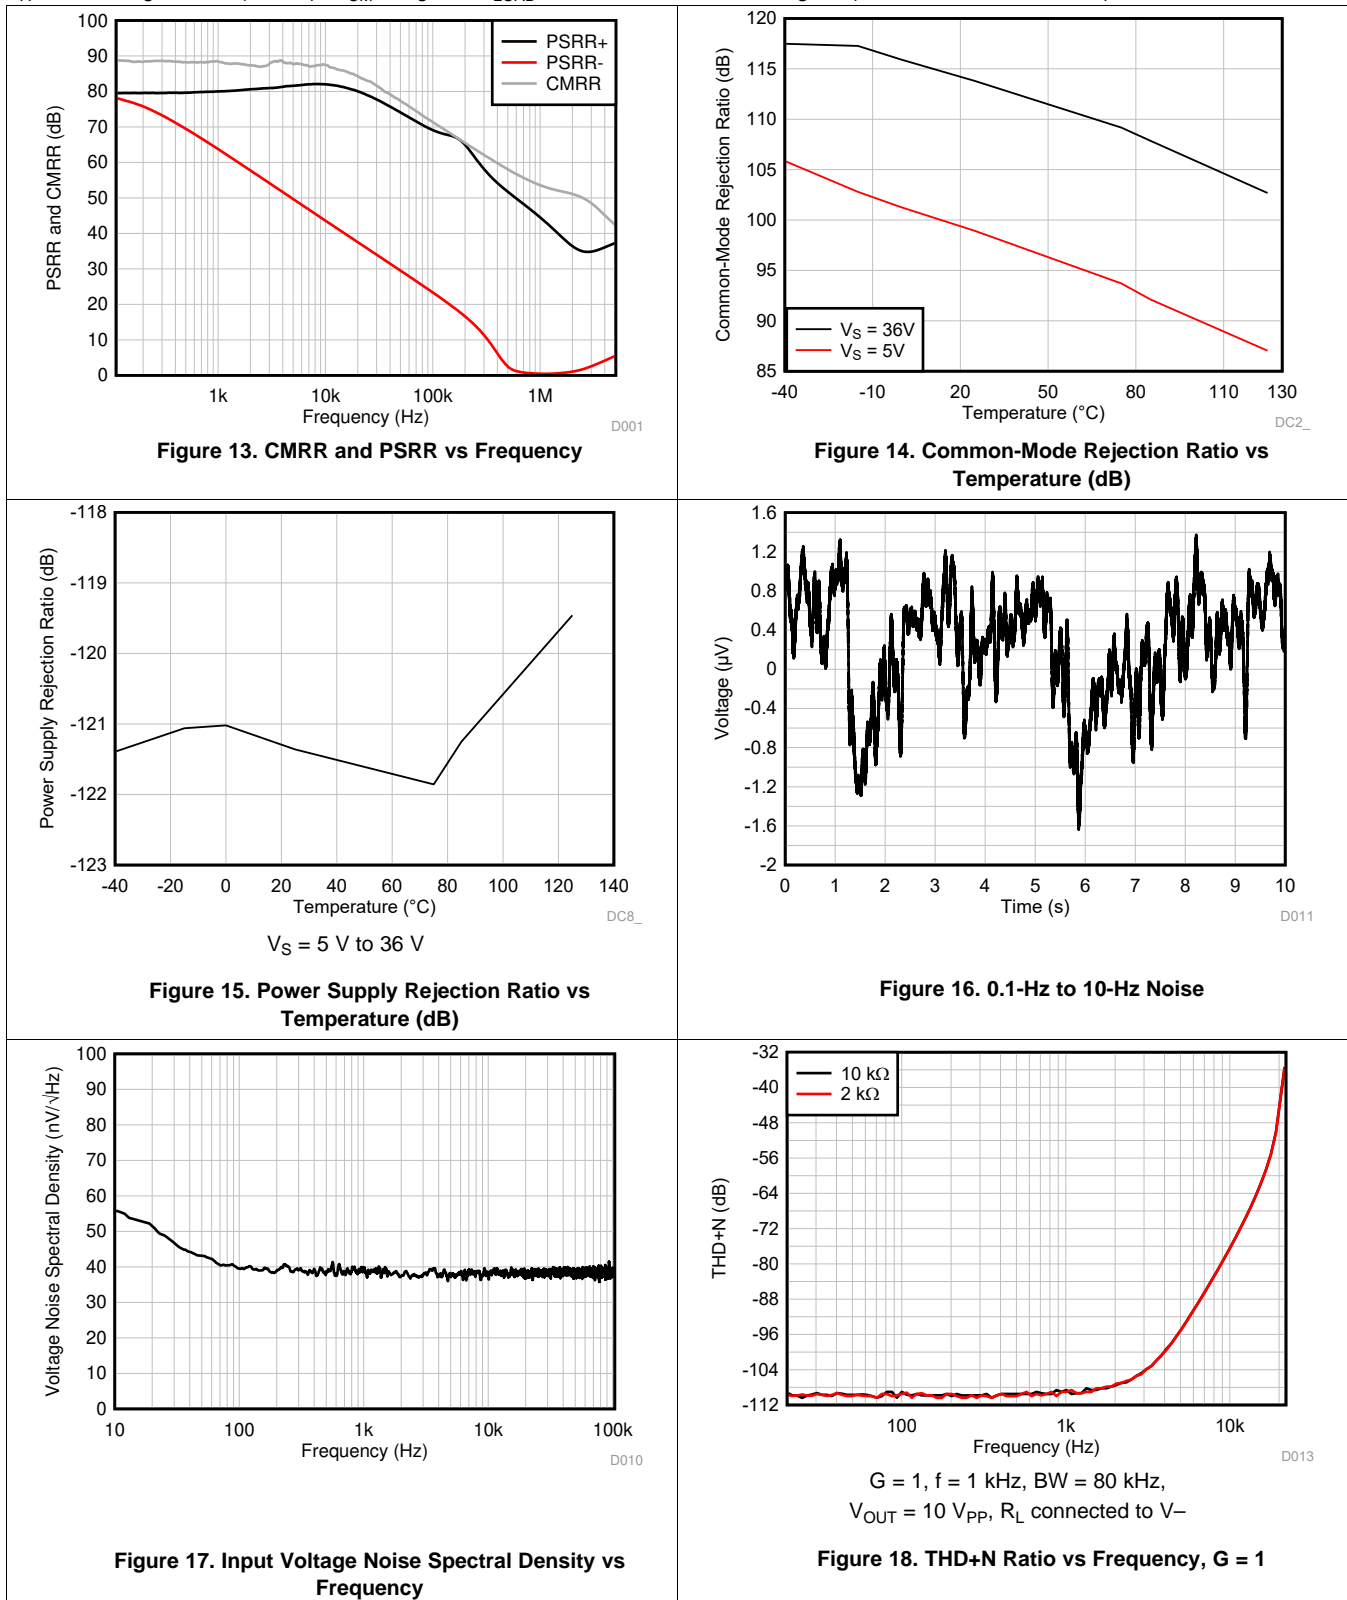 100
90
80
70
60
50
40
30
20
10
0
PSRR and CMRR (dB)
PSRR+
PSRR-
CMRR
1k 10k 100k 1M
Frequency (Hz)
D001
Figure 13. CMRR and PSRR vs Frequency
120
115
110
105
100
95
90
85
Common-Mode Rejection Ratio (dB)
VS = 36V
VS = 5V
-40 -10 20 50 80 110 130
Temperature (°C)
DC2_
Figure 14. Common-Mode Rejection Ratio vs
Temperature (dB)
-118
-119
-120
-121
-122
-123
Power Supply Rejection Ratio (dB)
-40 -20 0 20 40 60 80 100 120 140
Temperature (°C)
DC8_
VS = 5 V to 36 V
Figure 15. Power Supply Rejection Ratio vs
Temperature (dB)
1.6
1.2
0.8
0.4
0
-0.4
-0.8
-1.2
-1.6
-2
Voltage (µV)
0 1 2 3 4 5 6 7 8 9 10
Time (s)
D011
Figure 16. 0.1-Hz to 10-Hz Noise
100
90
80
70
60
50
40
30
20
10
0
Voltage Noise Spectral Density (nV/√Hz)
10 100 1k 10k 100k
Frequency (Hz)
D010
Figure 17. Input Voltage Noise Spectral Density vs
Frequency
-32
-40
-48
-56
-64
-72
-80
-88
-96
-104
-112
THD+N (dB)
10 kΩ
2 kΩ
100 1k 10k
Frequency (Hz)
D013
G = 1, f = 1 kHz, BW = 80 kHz,
VOUT = 10 VPP, RL connected to V–
Figure 18. THD+N Ratio vs Frequency, G = 1